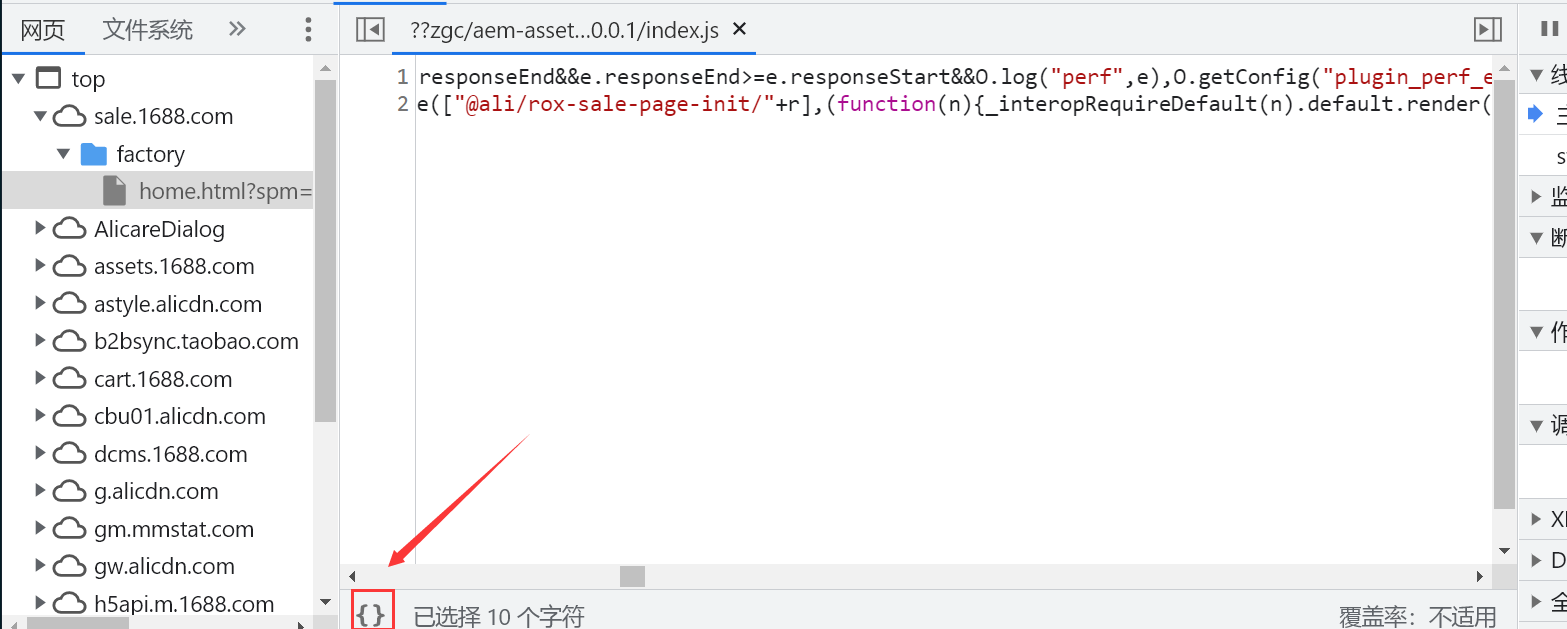 网页 文件系统
top
sale.1688.com
factory
home.html?spm=
AlicareDialog
assets.1688.com
astyle.alicdn.com
b2bsync.taobao.com
cart.1688.com
cbu01.alicdn.com
dcms.1688.com
g.alicdn.com
gm.mmstat.com
gw.alicdn.com
h5api.m.1688.com
??zgc/aem-asset...0.0.1/index.js
1 responseEnd&&e.responseEnd>=e.responseStart&&O.log("perf",e),O.getConfig("plugin_perf_e
2 e(["@ali/rox-sale-page-init/"+r],(function(n){_interopRequireDefault(n).default.render(
{} 已选择 10 个字符
覆盖率：不适用
线
主
s
监
断
作
调
D
全